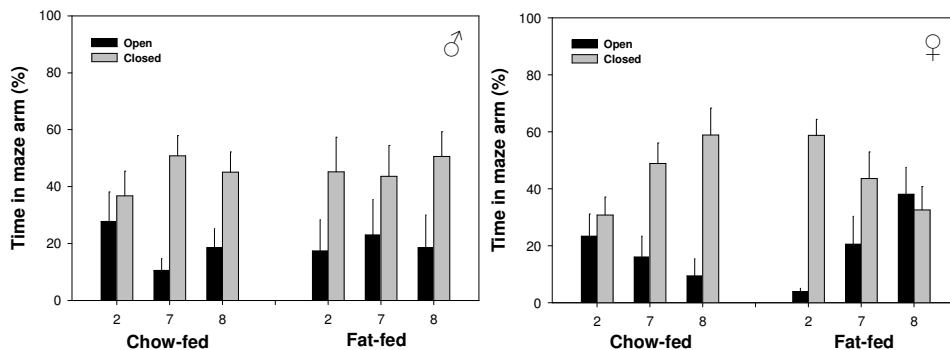 Time in maze arm (%)
100
80
60
40
20
0
Open
Closed
♂
2 7 8 2 7 8
Chow-fed Fat-fed
Time in maze arm (%)
100
80
60
40
20
0
Open
Closed
♀
2 7 8 2 7 8
Chow-fed Fat-fed